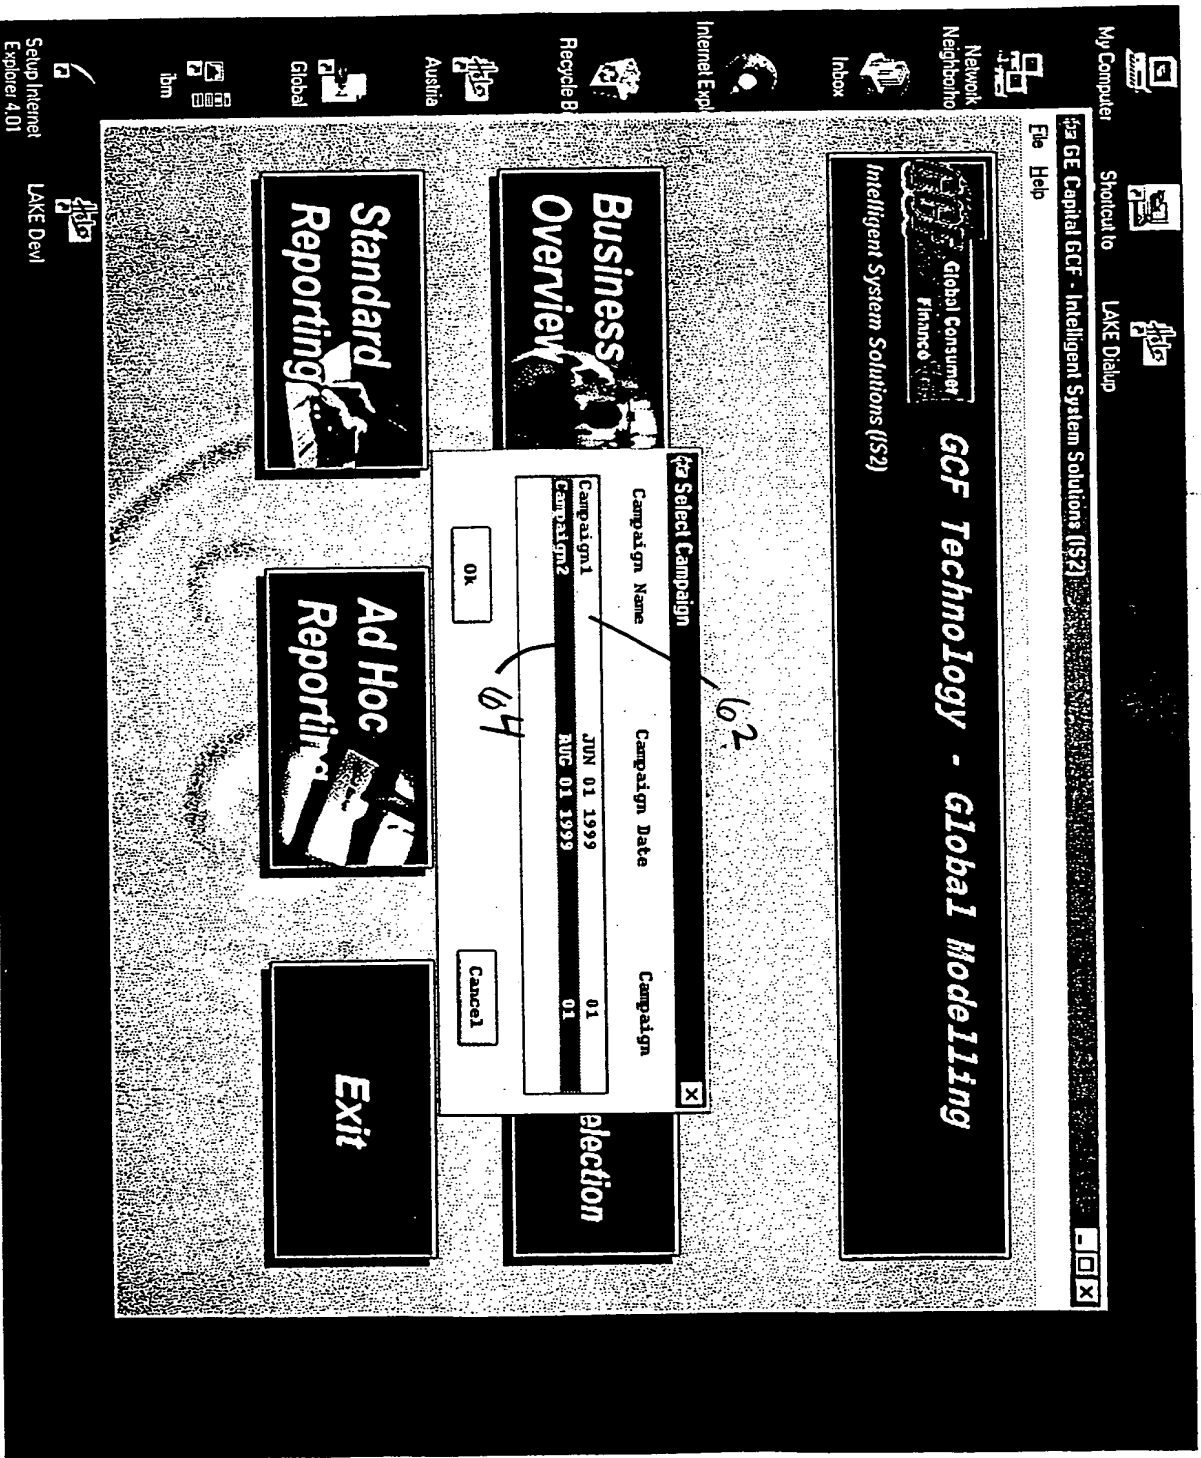 My Computer
Shortcut to
LAKE Dialup
GE Capital GCF - Intelligent System Solutions (IS2)
File Help
Network
Neighborho
Global Consumer
Finance
GCF Technology - Global Modelling
Intelligent System Solutions (IS2)
Inbox
Internet Expl
Recycle B
Austria
Global
ibm
Setup Internet
Explorer 4.01
LAKE Devl
Business
Overview
election
Select Campaign
Campaign Name Campaign Date Campaign
Campaign1 JUN 01 1999 01
Campaign2 AUG 01 1999 01
Ok Cancel
62
64
Standard
Reporting
Ad Hoc
Reporting
Exit